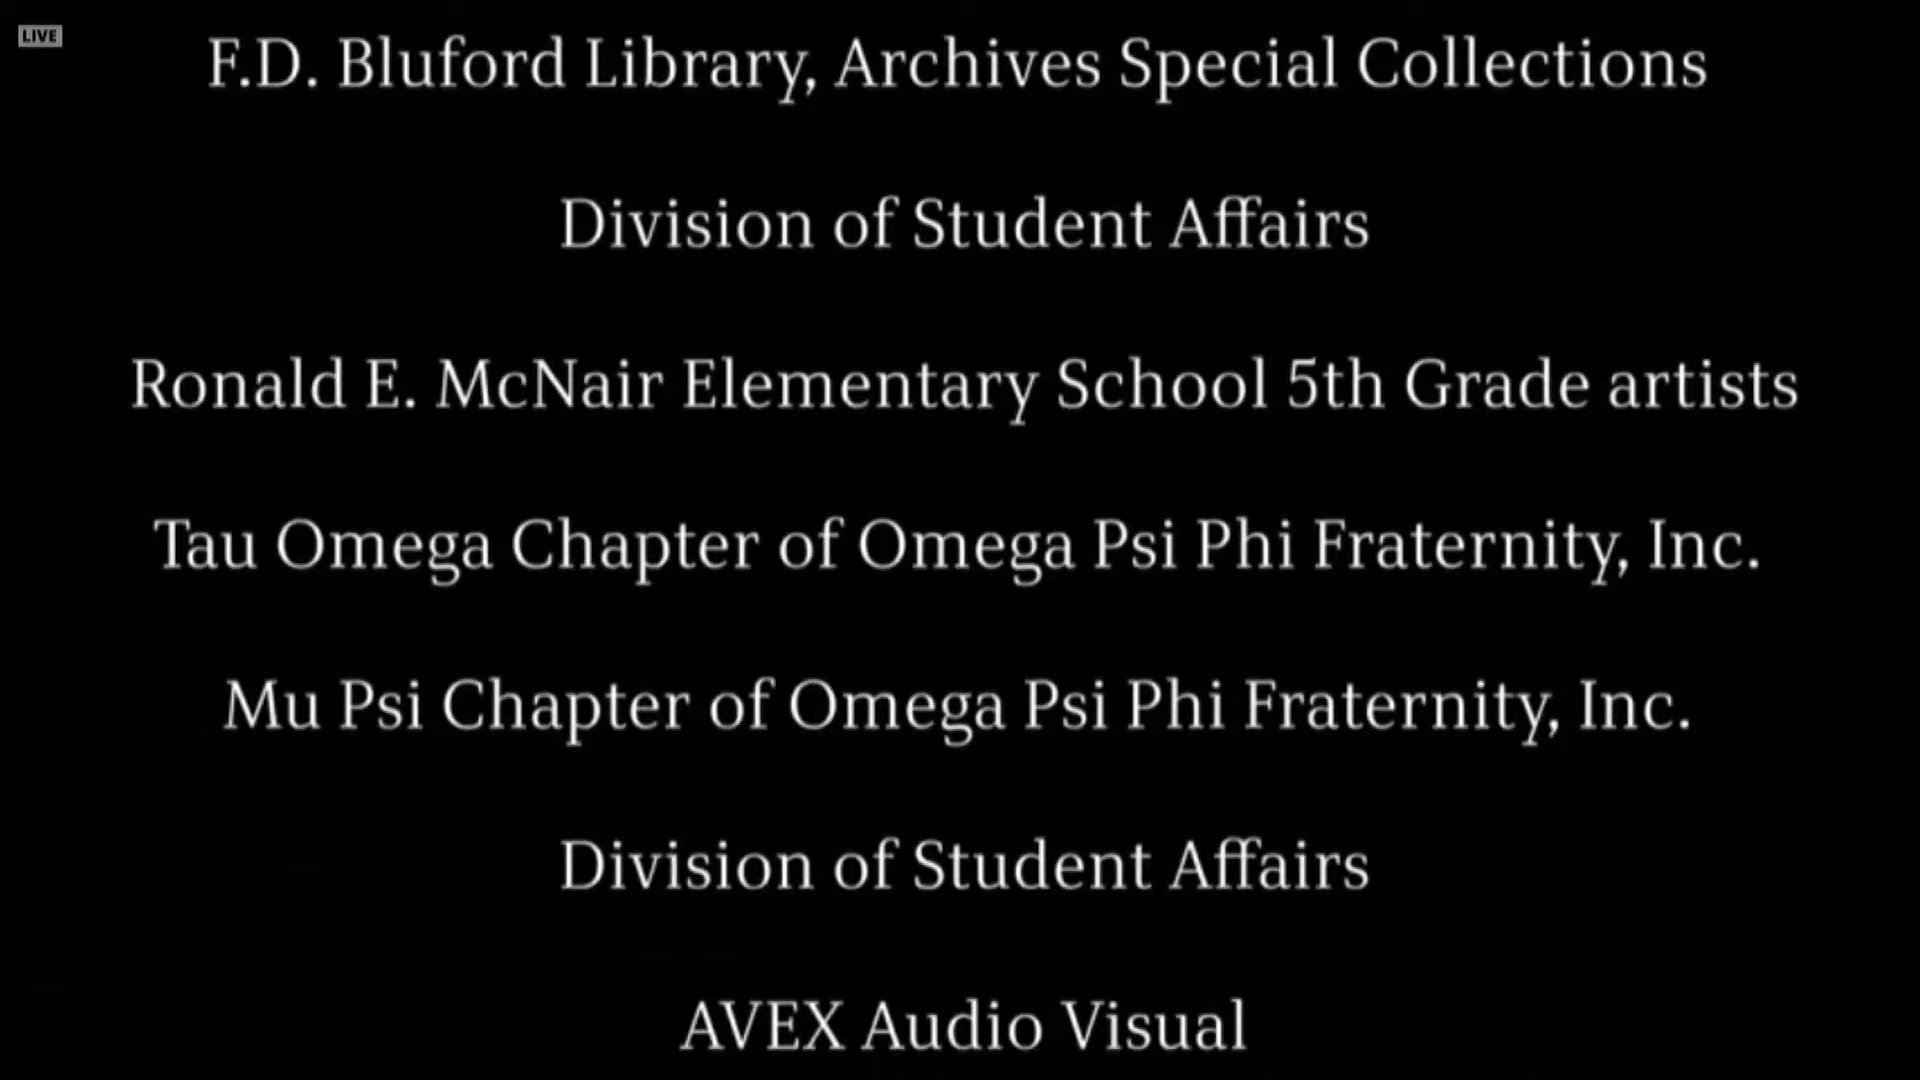 LIVE
F.D. Bluford Library, Archives Special Collections
Division of Student Affairs
Ronald E. McNair Elementary School 5th Grade artists
Tau Omega Chapter of Omega Psi Phi Fraternity, Inc.
Mu Psi Chapter of Omega Psi Phi Fraternity, Inc.
Division of Student Affairs
AVEX Audio Visual